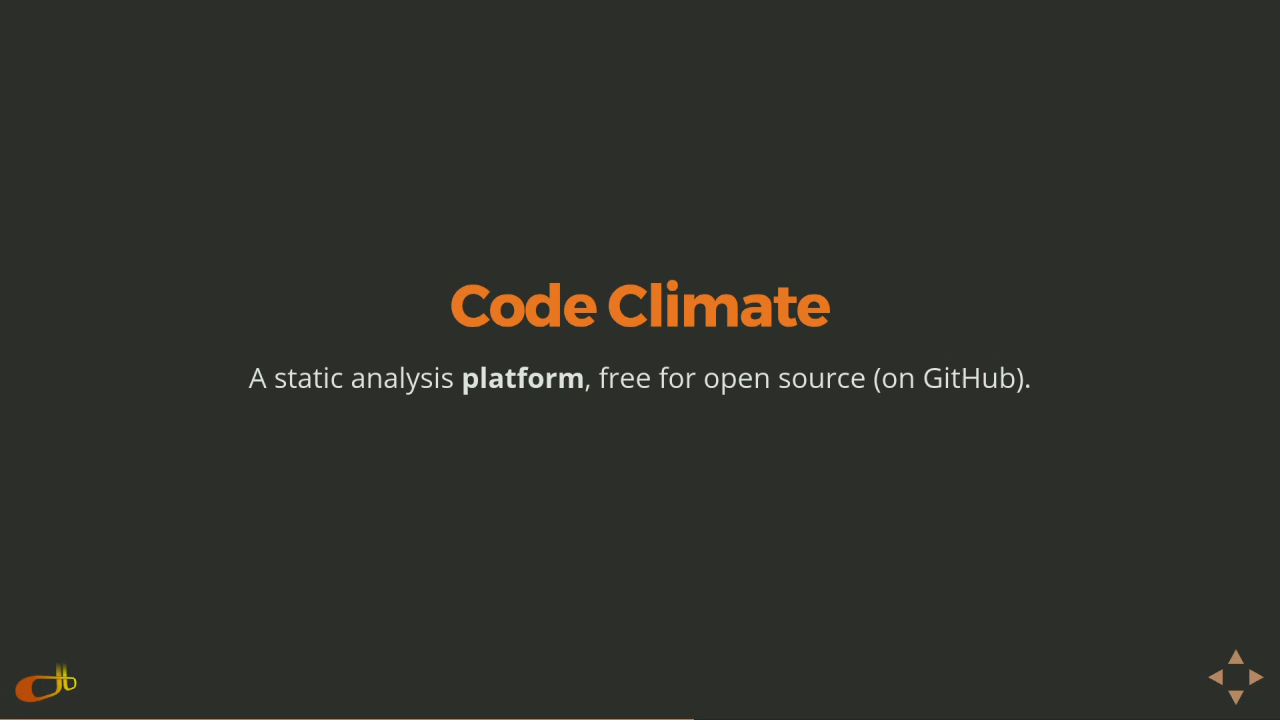 Code Climate
A static analysis platform, free for open source (on GitHub).